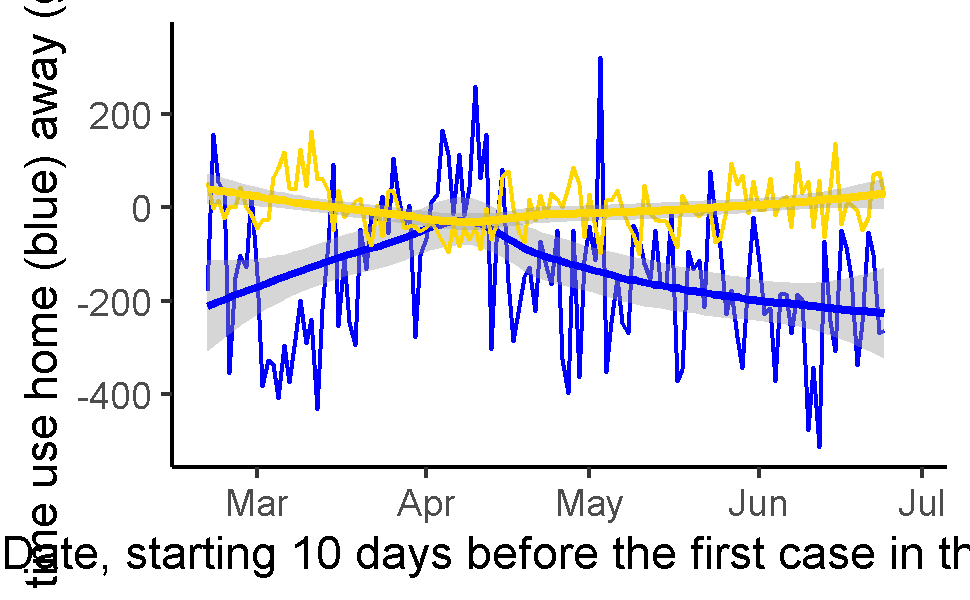 time use home (blue) away (
200
0
-200
-400
Mar Apr May Jun Jul
Date, starting 10 days before the first case in th